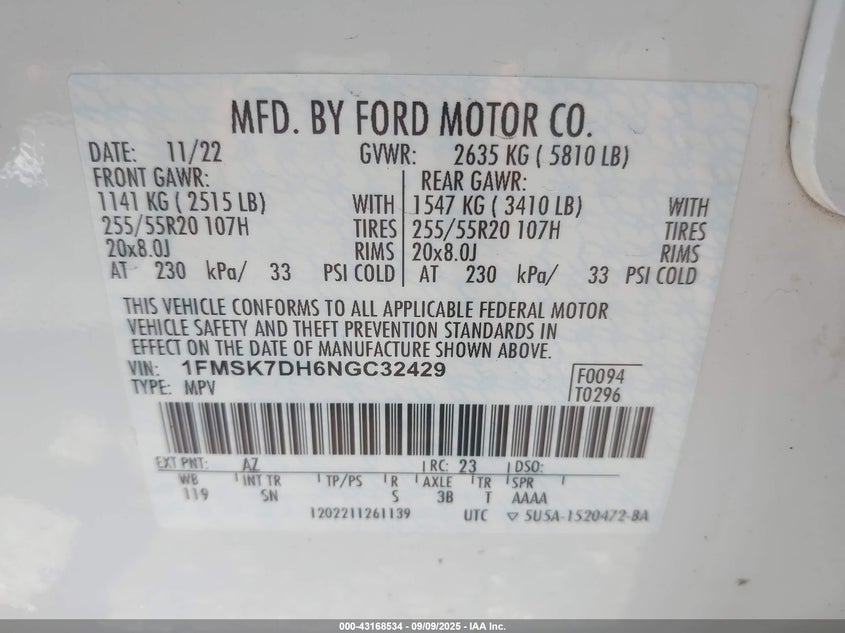 MFD. BY FORD MOTOR CO.
DATE: 11/22 GVWR: 2635 KG ( 5810 LB)
FRONT GAWR: REAR GAWR:
1141 KG ( 2515 LB) WITH 1547 KG ( 3410 LB) WITH
255/55R20 107H TIRES 255/55R20 107H TIRES
20x8.0J RIMS 20x8.0J RIMS
AT 230 kPa/ 33 PSI COLD AT 230 kPa/ 33 PSI COLD
THIS VEHICLE CONFORMS TO ALL APPLICABLE FEDERAL MOTOR
VEHICLE SAFETY AND THEFT PREVENTION STANDARDS IN
EFFECT ON THE DATE OF MANUFACTURE SHOWN ABOVE.
VIN: 1FMSK7DH6NGC32429 F0094
TYPE: MPV T0296
EXT PNT: AZ RC: 23 DSO:
WB INT TR TP/PS R AXLE TR SPR
119 SN S 3B T AAAA
1202211261139 UTC ▽ 5U5A-1520472-BA
000-43168534 - 09/09/2025 - IAA Inc.